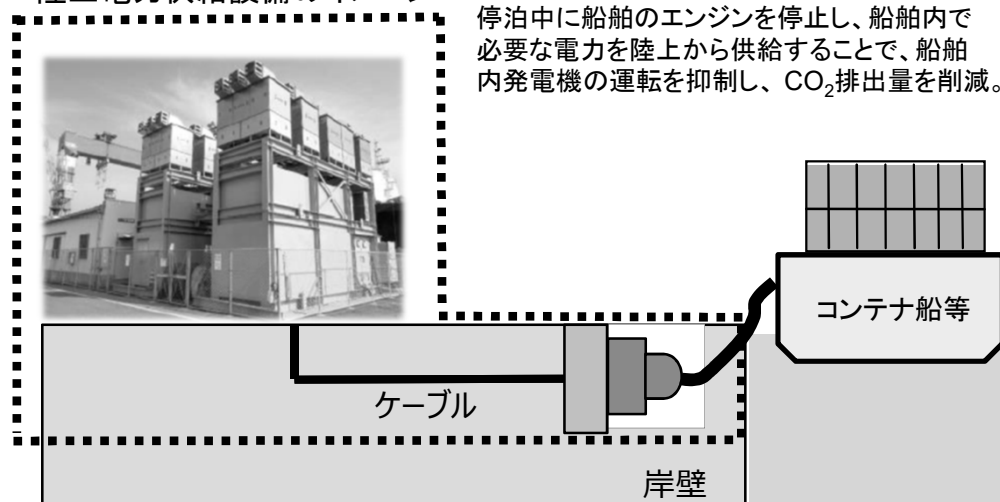 停泊中に船舶のエンジンを停止し、船舶内で
必要な電力を陸上から供給することで、船舶
内発電機の運転を抑制し、CO₂排出量を削減。
コンテナ船等
ケーブル
岸壁